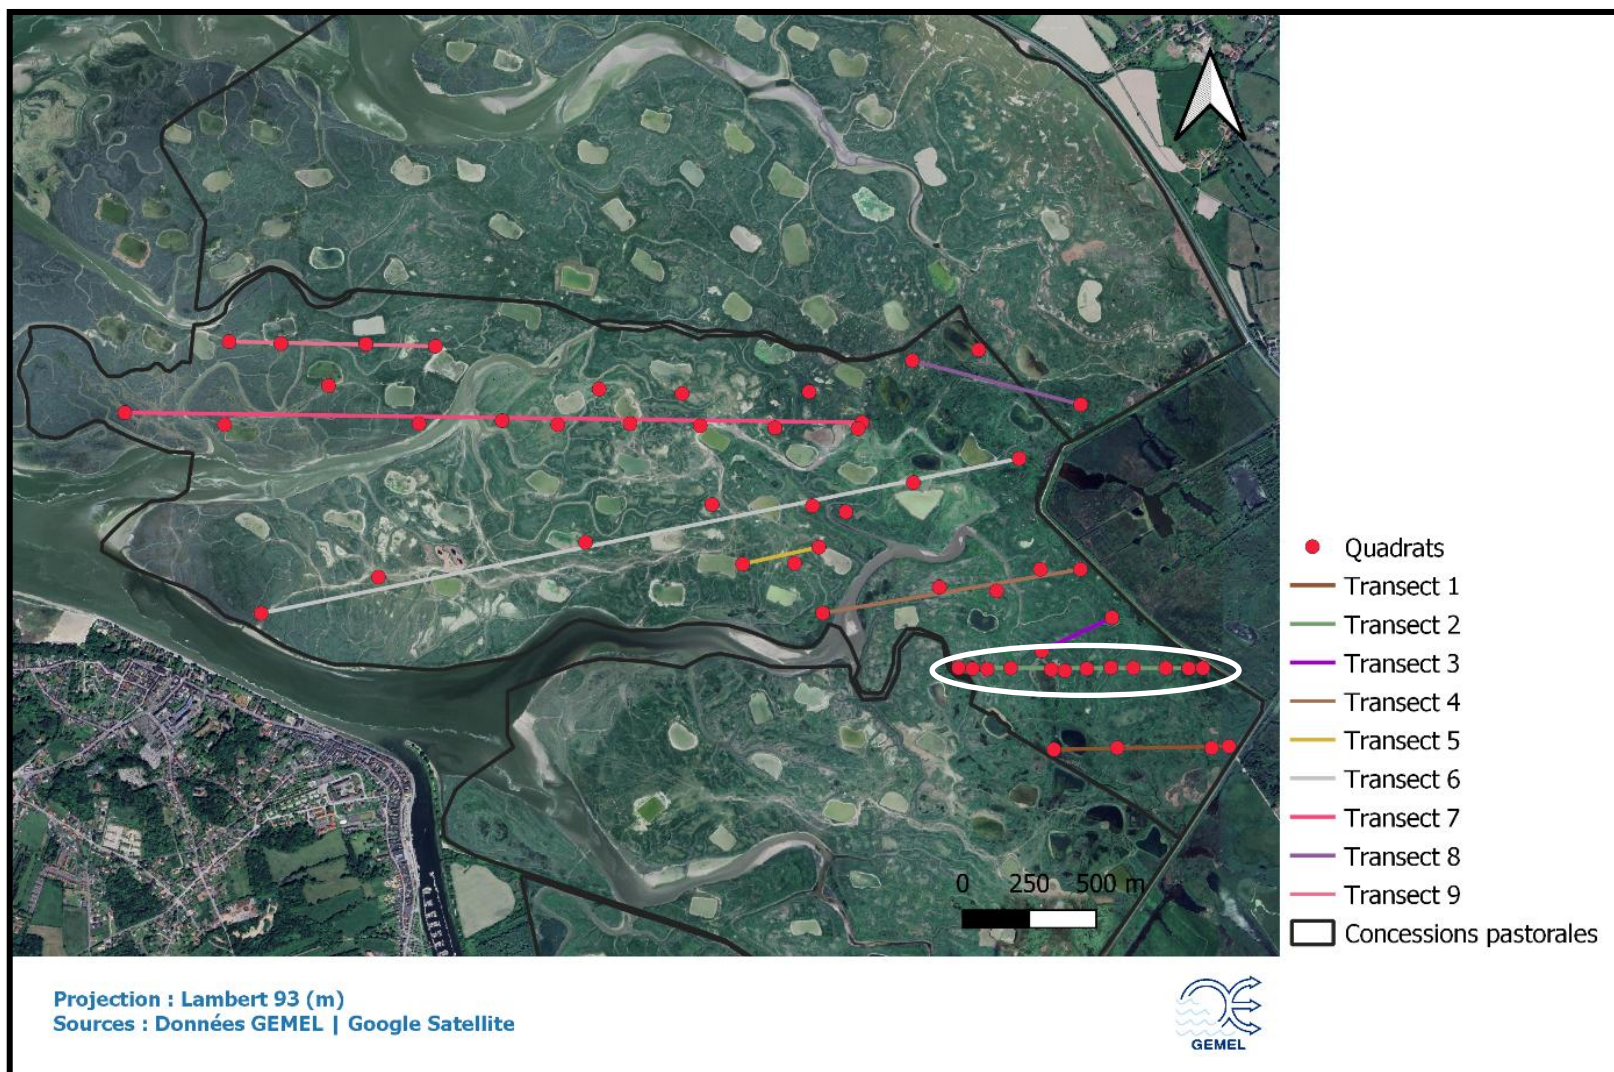 Quadrats
Transect 1
Transect 2
Transect 3
Transect 4
Transect 5
Transect 6
Transect 7
Transect 8
Transect 9
Concessions pastorales
0 250 500 m
Projection : Lambert 93 (m)
Sources : Données GEMEL | Google Satellite
GEMEL